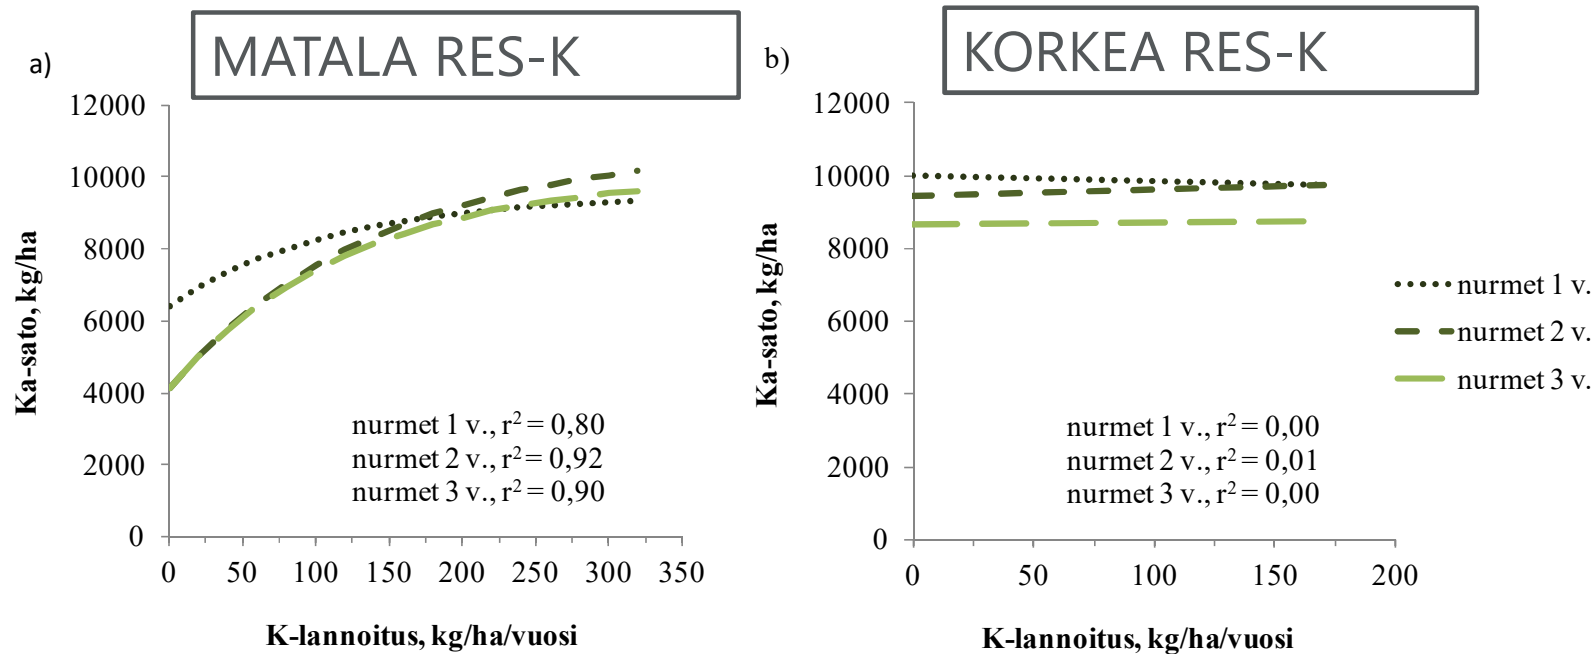 a)
MATALA RES-K
12000
10000
8000
6000
4000
2000
0
Ka-sato, kg/ha
nurmet 1 v., r² = 0,80
nurmet 2 v., r² = 0,92
nurmet 3 v., r² = 0,90
0 50 100 150 200 250 300 350
K-lannoitus, kg/ha/vuosi
b)
KORKEA RES-K
12000
10000
8000
6000
4000
2000
0
Ka-sato, kg/ha
nurmet 1 v., r² = 0,00
nurmet 2 v., r² = 0,01
nurmet 3 v., r² = 0,00
0 50 100 150 200
K-lannoitus, kg/ha/vuosi
nurmet 1 v.
nurmet 2 v.
nurmet 3 v.